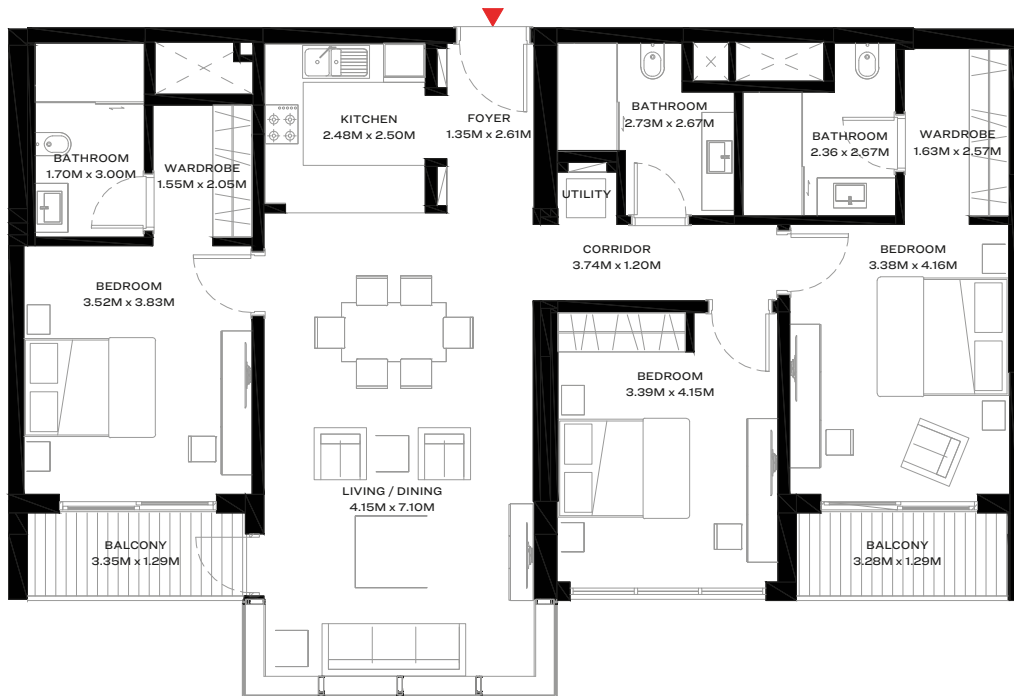 KITCHEN
2.48M x 2.50M
FOYER
1.35M x 2.61M
BATHROOM
2.73M x 2.67M
BATHROOM
2.36 x 2.67M
WARDROBE
1.63M x 2.57M
BATHROOM
1.70M x 3.00M
WARDROBE
1.55M x 2.05M
UTILITY
CORRIDOR
3.74M x 1.20M
BEDROOM
3.38M x 4.16M
BEDROOM
3.52M x 3.83M
BEDROOM
3.39M x 4.15M
LIVING / DINING
4.15M x 7.10M
BALCONY
3.35M x 1.29M
BALCONY
3.28M x 1.29M